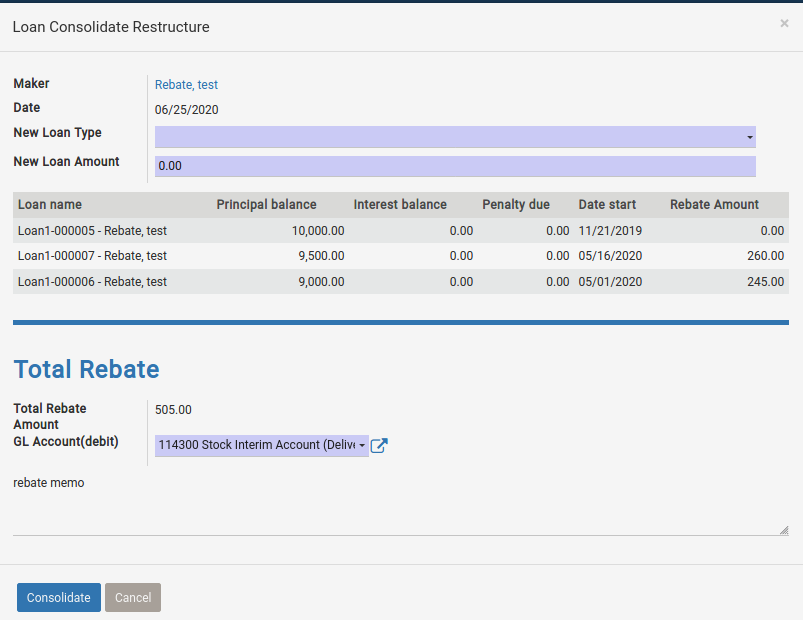 Loan Consolidate Restructure ×
Maker Rebate, test
Date 06/25/2020
New Loan Type
New Loan Amount 0.00
Loan name Principal balance Interest balance Penalty due Date start Rebate Amount
Loan1-000005 - Rebate, test 10,000.00 0.00 0.00 11/21/2019 0.00
Loan1-000007 - Rebate, test 9,500.00 0.00 0.00 05/16/2020 260.00
Loan1-000006 - Rebate, test 9,000.00 0.00 0.00 05/01/2020 245.00
Total Rebate
Total Rebate 505.00
Amount
GL Account(debit) 114300 Stock Interim Account (Delive
rebate memo
Consolidate Cancel